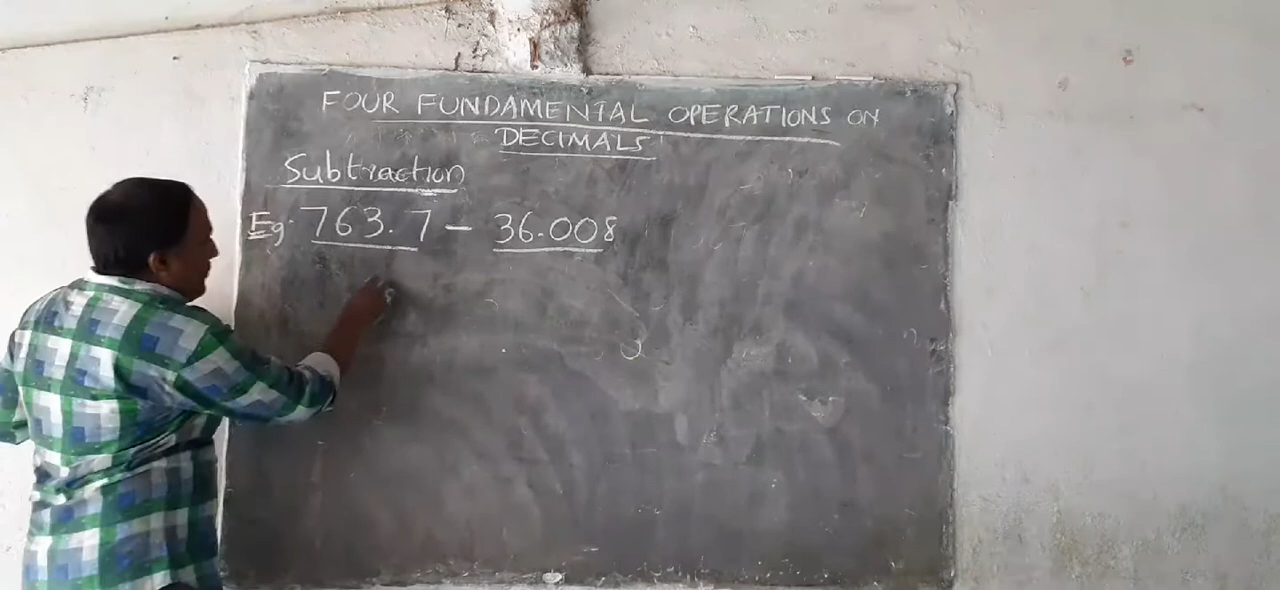 FOUR FUNDAMENTAL OPERATIONS ON
DECIMALS
Subtraction
Eg. 763.7 - 36.008